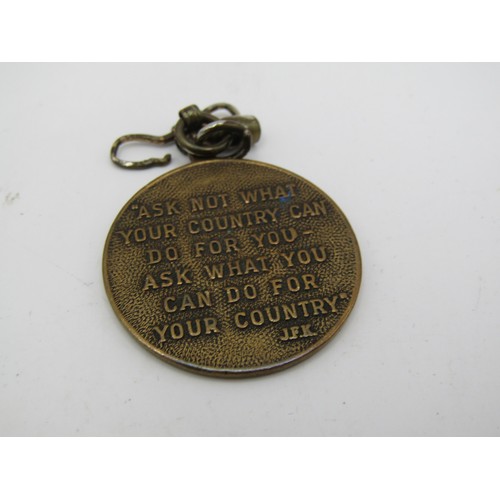 "ASK NOT WHAT
YOUR COUNTRY CAN
DO FOR YOU -
ASK WHAT YOU
CAN DO FOR
YOUR COUNTRY"
J.F.K.